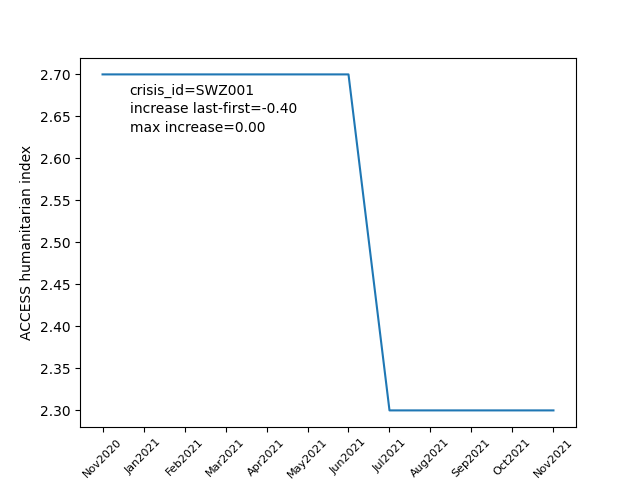 2.70
2.65
2.60
2.55
2.50
2.45
2.40
2.35
2.30
ACCESS humanitarian index
crisis_id=SWZ001
increase last-first=-0.40
max increase=0.00
Nov2020
Jan2021
Feb2021
Mar2021
Apr2021
May2021
Jun2021
Jul2021
Aug2021
Sep2021
Oct2021
Nov2021